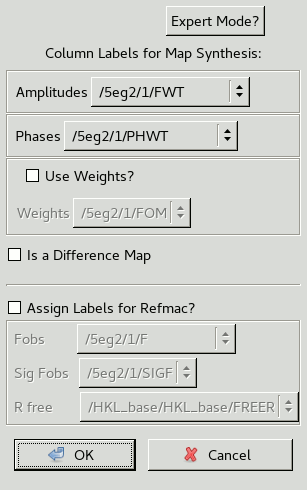 Expert Mode?
Column Labels for Map Synthesis:
Amplitudes /5eg2/1/FWT
Phases /5eg2/1/PHWT
Use Weights?
Weights /5eg2/1/FOM
Is a Difference Map
Assign Labels for Refmac?
Fobs /5eg2/1/F
Sig Fobs /5eg2/1/SIGF
R free /HKL_base/HKL_base/FREER
OK Cancel